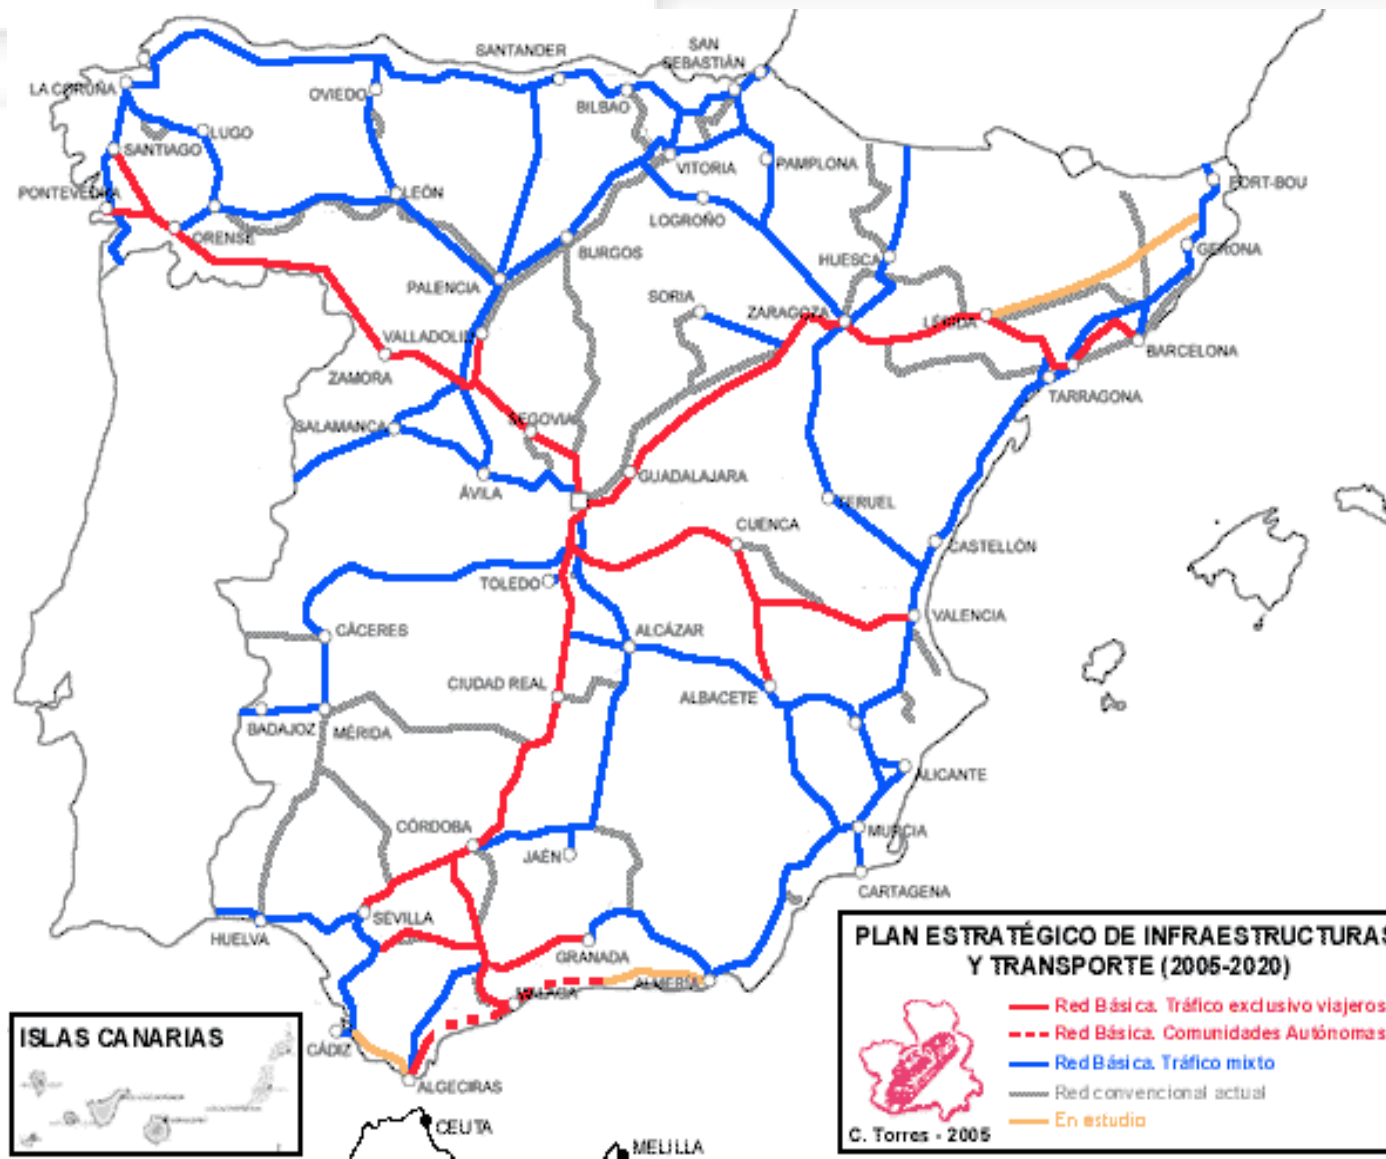 SANTANDER
SAN
SEBASTIÁN
LA CORUÑA
OVIEDO
BILBAO
LUGO
SANTIAGO
VITORIA
PAMPLONA
PONTEVEDRA
LEÓN
LOGROÑO
PORT-BOU
ORENSE
BURGOS
GERONA
HUESCA
PALENCIA
SORIA
ZARAGOZA
LÉRIDA
VALLADOLID
BARCELONA
ZAMORA
TARRAGONA
SALAMANCA
SEGOVIA
GUADALAJARA
ÁVILA
TERUEL
CUENCA
CASTELLÓN
TOLEDO
VALENCIA
CÁCERES
ALCÁZAR
CIUDAD REAL
ALBACETE
BADAJOZ
MÉRIDA
ALICANTE
CÓRDOBA
MURCIA
JAÉN
CARTAGENA
SEVILLA
HUELVA
GRANADA
ALMERÍA
MÁLAGA
CÁDIZ
ALGECIRAS
CEUTA
MELILLA
ISLAS CANARIAS
PLAN ESTRATÉGICO DE INFRAESTRUCTURAS
Y TRANSPORTE (2005-2020)
Red Básica. Tráfico exclusivo viajeros
Red Básica. Comunidades Autónomas
Red Básica. Tráfico mixto
Red convencional actual
En estudio
C. Torres - 2005